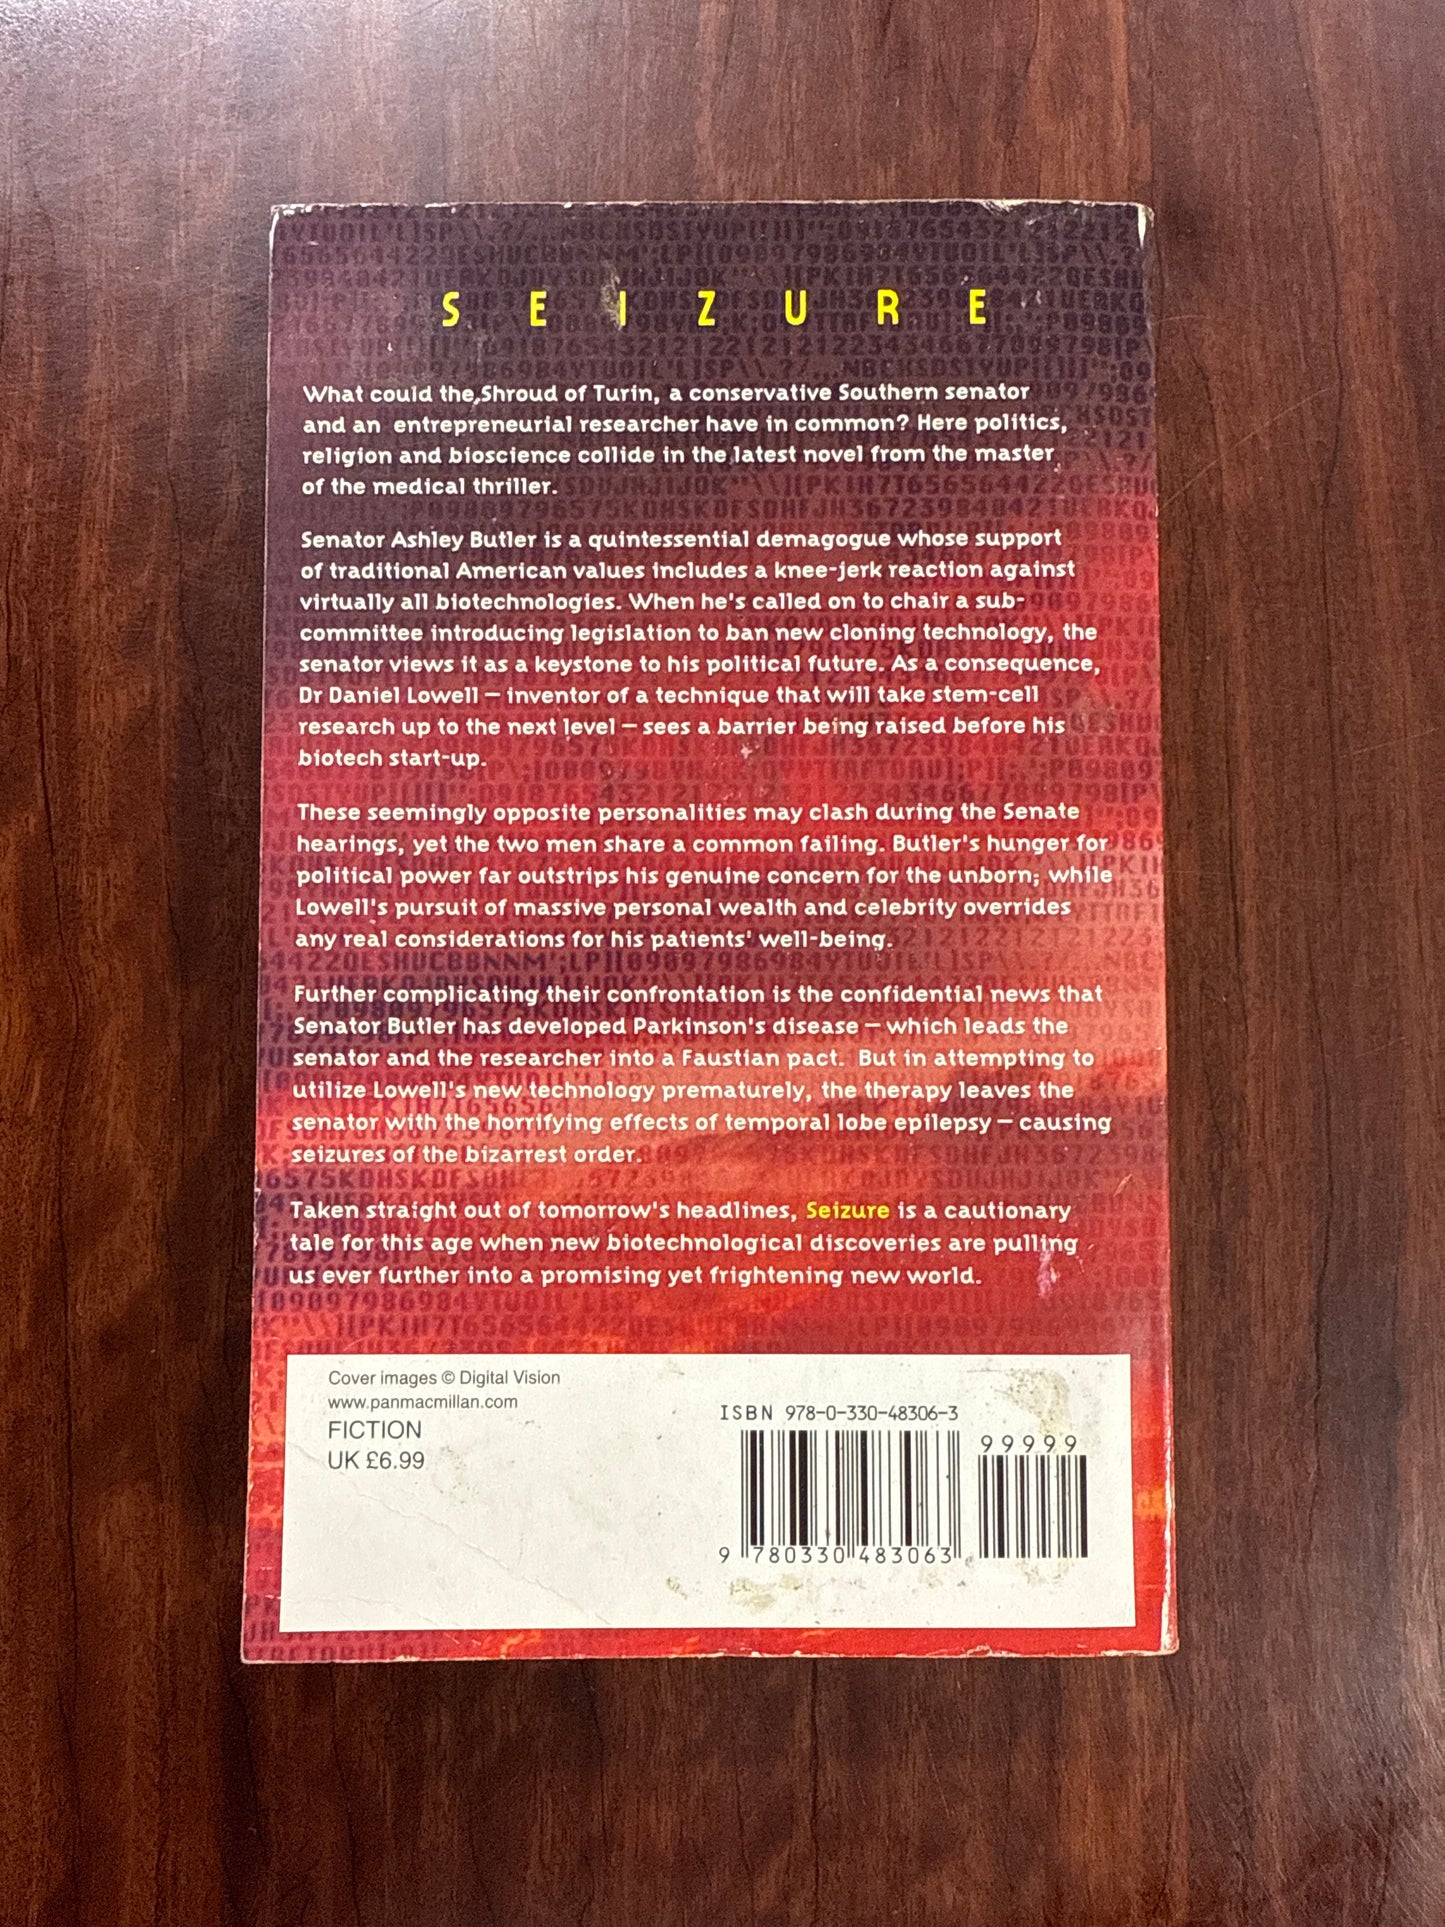 SEIZURE
What could the Shroud of Turin, a conservative Southern senator
and an entrepreneurial researcher have in common? Here politics,
religion and bioscience collide in the latest novel from the master
of the medical thriller.
Senator Ashley Butler is a quintessential demagogue whose support
of traditional American values includes a knee-jerk reaction against
virtually all biotechnologies. When he's called on to chair a sub-
committee introducing legislation to ban new cloning technology, the
senator views it as a keystone to his political future. As a consequence,
Dr Daniel Lowell – inventor of a technique that will take stem-cell
research up to the next level – sees a barrier being raised before his
biotech start-up.
These seemingly opposite personalities may clash during the Senate
hearings, yet the two men share a common failing. Butler's hunger for
political power far outstrips his genuine concern for the unborn; while
Lowell's pursuit of massive personal wealth and celebrity overrides
any real considerations for his patients' well-being.
Further complicating their confrontation is the confidential news that
Senator Butler has developed Parkinson's disease – which leads the
senator and the researcher into a Faustian pact. But in attempting to
utilize Lowell's new technology prematurely, the therapy leaves the
senator with the horrifying effects of temporal lobe epilepsy – causing
seizures of the bizarrest order.
Taken straight out of tomorrow's headlines, Seizure is a cautionary
tale for this age when new biotechnological discoveries are pulling
us ever further into a promising yet frightening new world.
Cover images © Digital Vision
www.panmacmillan.com
FICTION
UK £6.99
ISBN 978-0-330-48306-3
99999
9 780330 483063